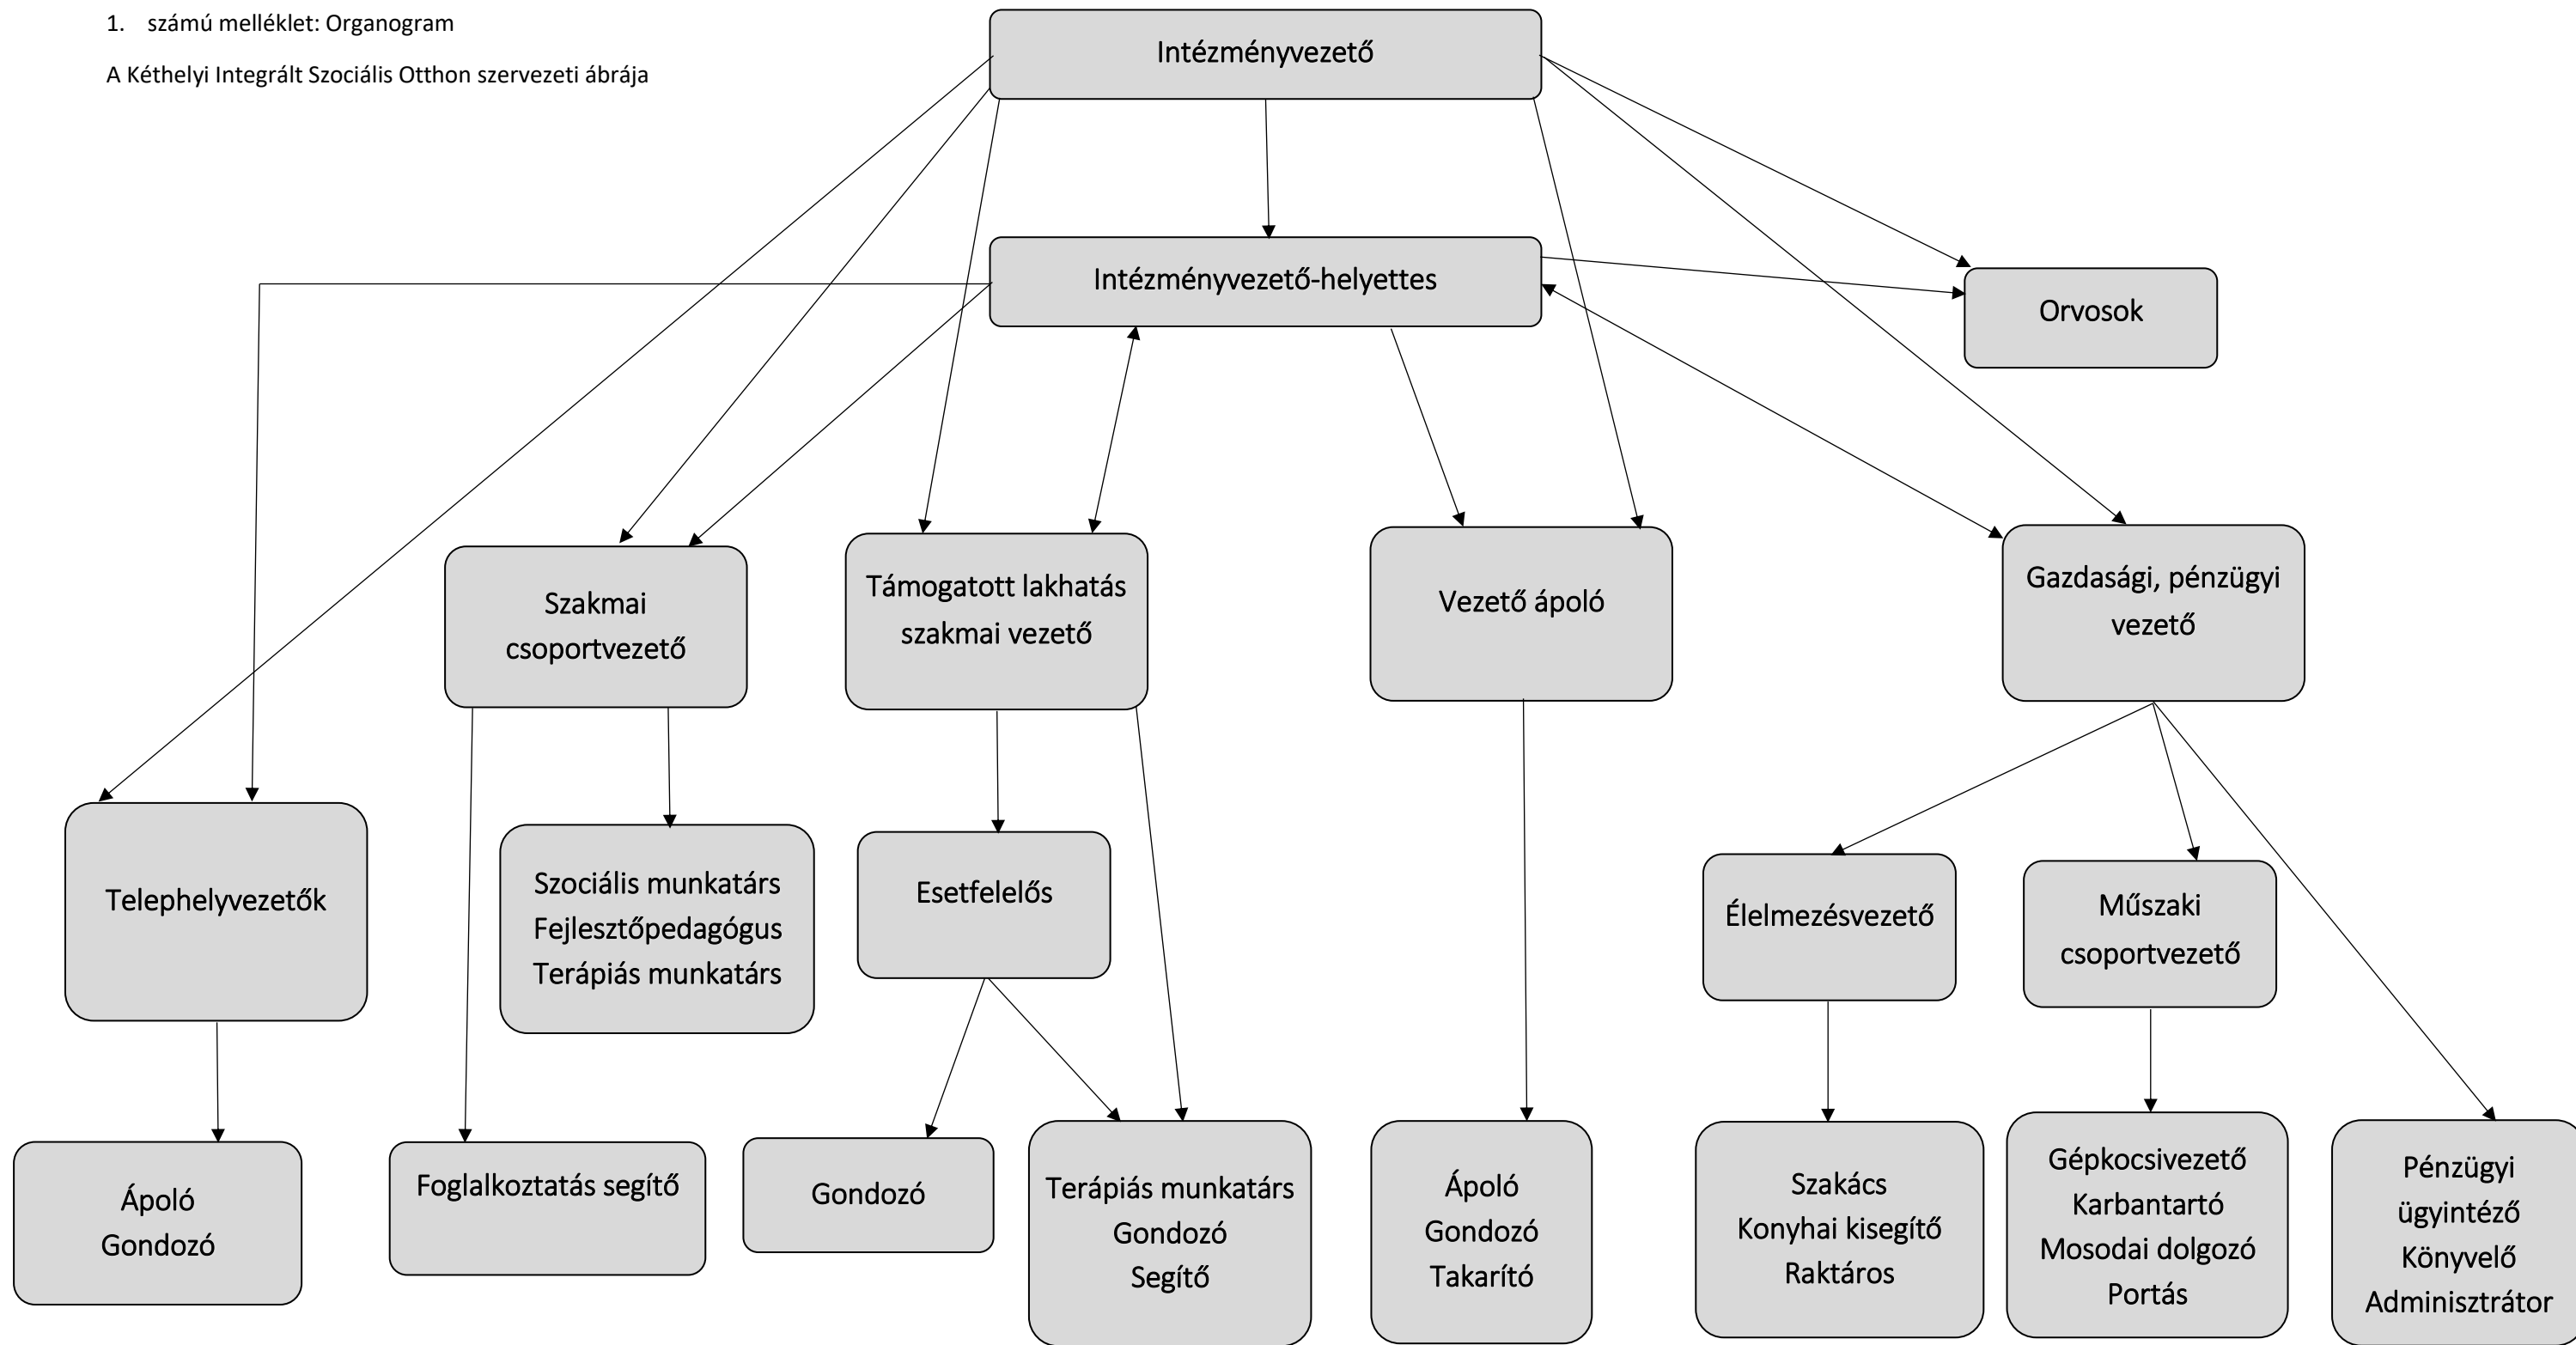 1. számú melléklet: Organogram
A Kéthelyi Integrált Szociális Otthon szervezeti ábrája
Intézményvezető
Intézményvezető-helyettes
Orvosok
Szakmai
csoportvezető
Támogatott lakhatás
szakmai vezető
Vezető ápoló
Gazdasági, pénzügyi
vezető
Telephelyvezetők
Szociális munkatárs
Fejlesztőpedagógus
Terápiás munkatárs
Esetfelelős
Élelmezésvezető
Műszaki
csoportvezető
Ápoló
Gondozó
Foglalkoztatás segítő
Gondozó
Terápiás munkatárs
Gondozó
Segítő
Ápoló
Gondozó
Takarító
Szakács
Konyhai kisegítő
Raktáros
Gépkocsivezető
Karbantartó
Mosodai dolgozó
Portás
Pénzügyi
ügyintéző
Könyvelő
Adminisztrátor